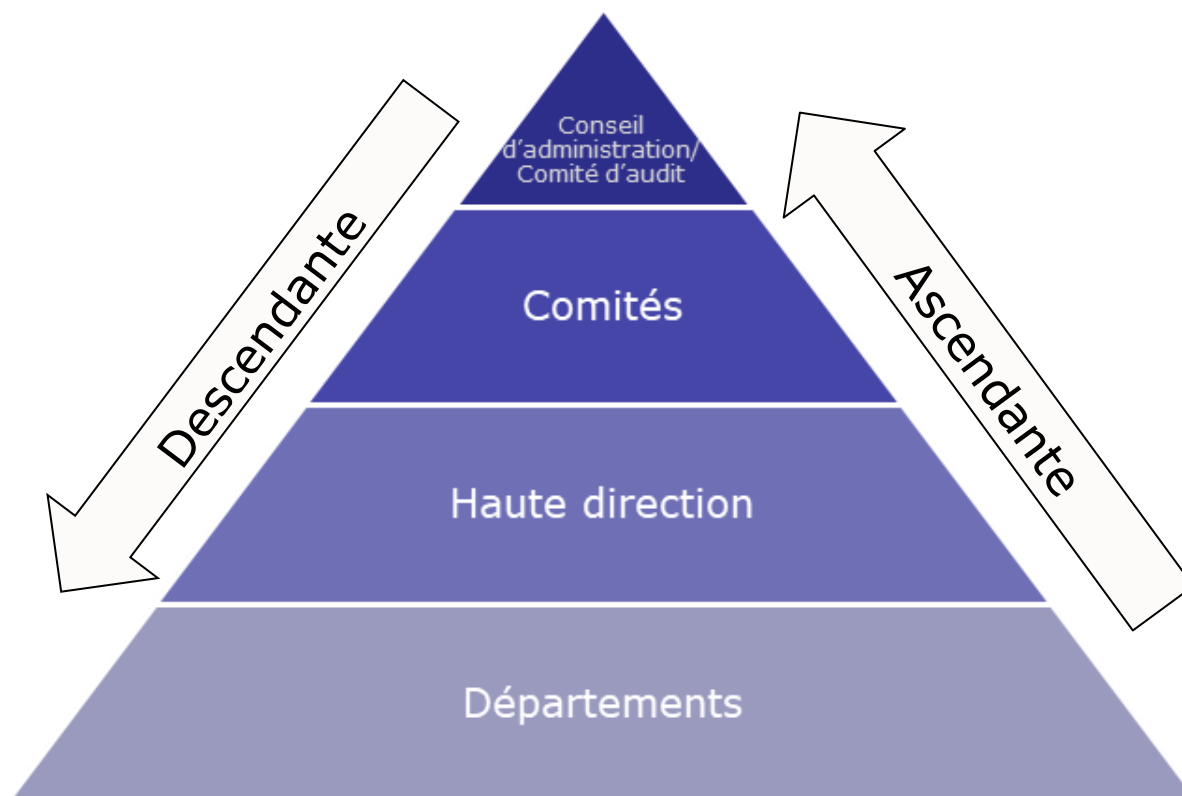 Conseil
d'administration/
Comité d'audit
Descendante
Ascendante
Comités
Haute direction
Départements